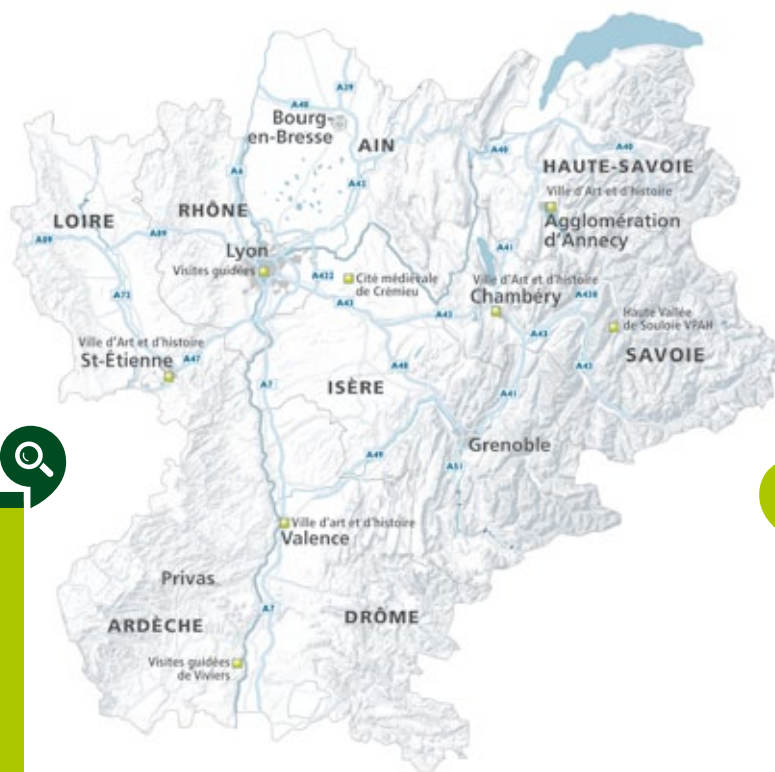 A39
A40
Bourg-
en-Bresse
AIN
A6
A42
A40
A40
HAUTE-SAVOIE
Ville d'Art et d'histoire
Agglomération
d'Annecy
LOIRE
RHÔNE
A89
A89
Lyon
Visites guidées
A432
Cité médiévale
de Crémieu
A41
Ville d'Art et d'histoire
Chambéry
A72
A43
A43
A430
Haute Vallée
de Souloie VPAH
A43
SAVOIE
Ville d'Art et d'histoire
St-Étienne
A47
A7
A48
A43
ISÈRE
A41
Grenoble
A49
A51
Ville d'art et d'histoire
Valence
Privas
ARDÈCHE
A7
DRÔME
Visites guidées
de Viviers